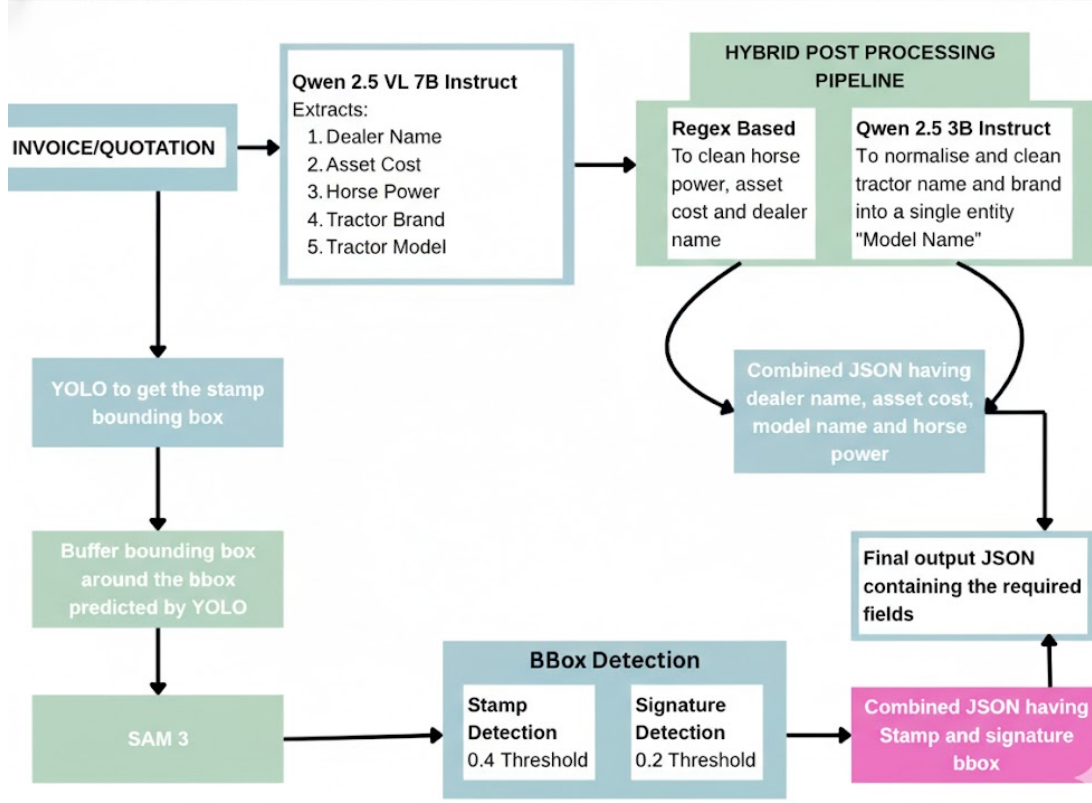 INVOICE/QUOTATION
Qwen 2.5 VL 7B Instruct
Extracts:
1. Dealer Name
2. Asset Cost
3. Horse Power
4. Tractor Brand
5. Tractor Model
HYBRID POST PROCESSING
PIPELINE
Regex Based
To clean horse
power, asset
cost and dealer
name
Qwen 2.5 3B Instruct
To normalise and clean
tractor name and brand
into a single entity
"Model Name"
Combined JSON having
dealer name, asset cost,
model name and horse
power
YOLO to get the stamp
bounding box
Buffer bounding box
around the bbox
predicted by YOLO
SAM 3
BBox Detection
Stamp
Detection
0.4 Threshold
Signature
Detection
0.2 Threshold
Combined JSON having
Stamp and signature
bbox
Final output JSON
containing the required
fields